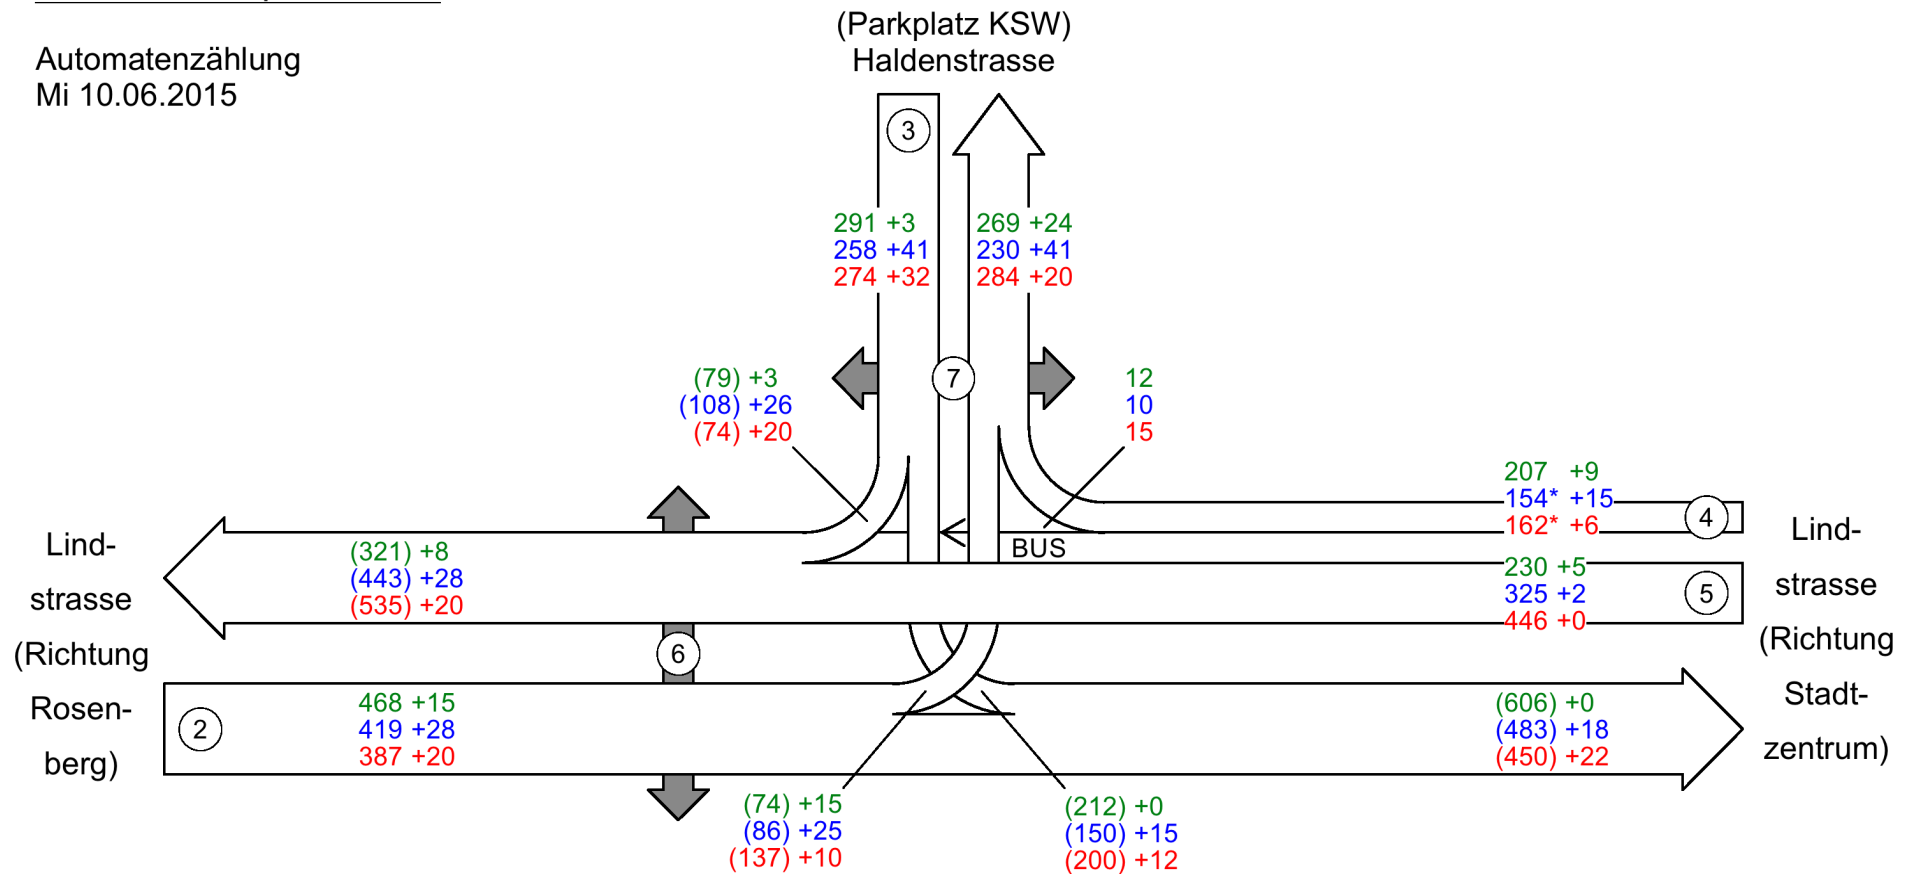 (Parkplatz KSW)
Haldenstrasse
Automatenzählung
Mi 10.06.2015
3
291 +3
258 +41
274 +32
269 +24
230 +41
284 +20
7
(79) +3
(108) +26
(74) +20
12
10
15
207 +9
154* +15
162* +6
4
BUS
230 +5
325 +2
446 +0
5
Lind-
strasse
(Richtung
Rosen-
berg)
(321) +8
(443) +28
(535) +20
6
2
468 +15
419 +28
387 +20
Lind-
strasse
(Richtung
Stadt-
zentrum)
(606) +0
(483) +18
(450) +22
(74) +15
(86) +25
(137) +10
(212) +0
(150) +15
(200) +12